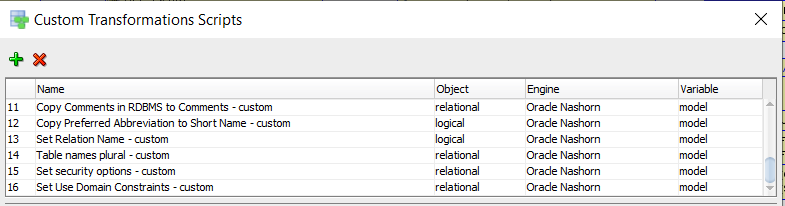 Custom Transformations Scripts
Name Object Engine Variable
11 Copy Comments in RDBMS to Comments - custom relational Oracle Nashorn model
12 Copy Preferred Abbreviation to Short Name - custom logical Oracle Nashorn model
13 Set Relation Name - custom logical Oracle Nashorn model
14 Table names plural - custom relational Oracle Nashorn model
15 Set security options - custom relational Oracle Nashorn model
16 Set Use Domain Constraints - custom relational Oracle Nashorn model